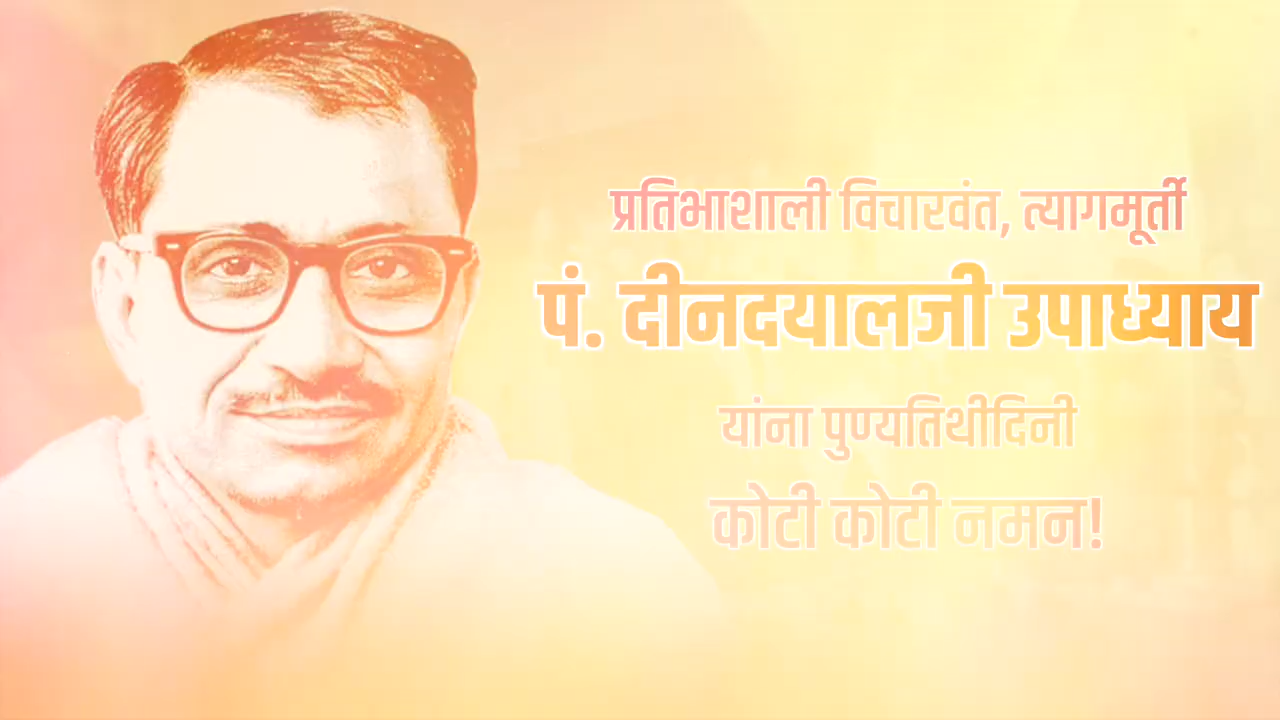 प्रतिभाशाली विचारवंत, त्यागमूर्ती
पं. दीनदयालजी उपाध्याय
यांना पुण्यतिथीदिनी
कोटी कोटी नमन!